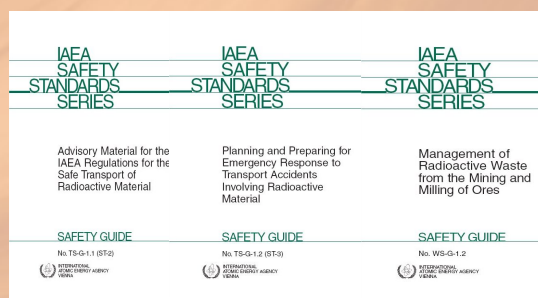 IAEA
SAFETY
STANDARDS
SERIES
Advisory Material for the
IAEA Regulations for the
Safe Transport of
Radioactive Material
SAFETY GUIDE
No. TS-G-1.1 (ST-2)
INTERNATIONAL
ATOMIC ENERGY AGENCY
VIENNA
IAEA
SAFETY
STANDARDS
SERIES
Planning and Preparing for
Emergency Response to
Transport Accidents
Involving Radioactive
Material
SAFETY GUIDE
No. TS-G-1.2 (ST-3)
INTERNATIONAL
ATOMIC ENERGY AGENCY
VIENNA
IAEA
SAFETY
STANDARDS
SERIES
Management of
Radioactive Waste
from the Mining and
Milling of Ores
SAFETY GUIDE
No. WS-G-1.2
INTERNATIONAL
ATOMIC ENERGY AGENCY
VIENNA